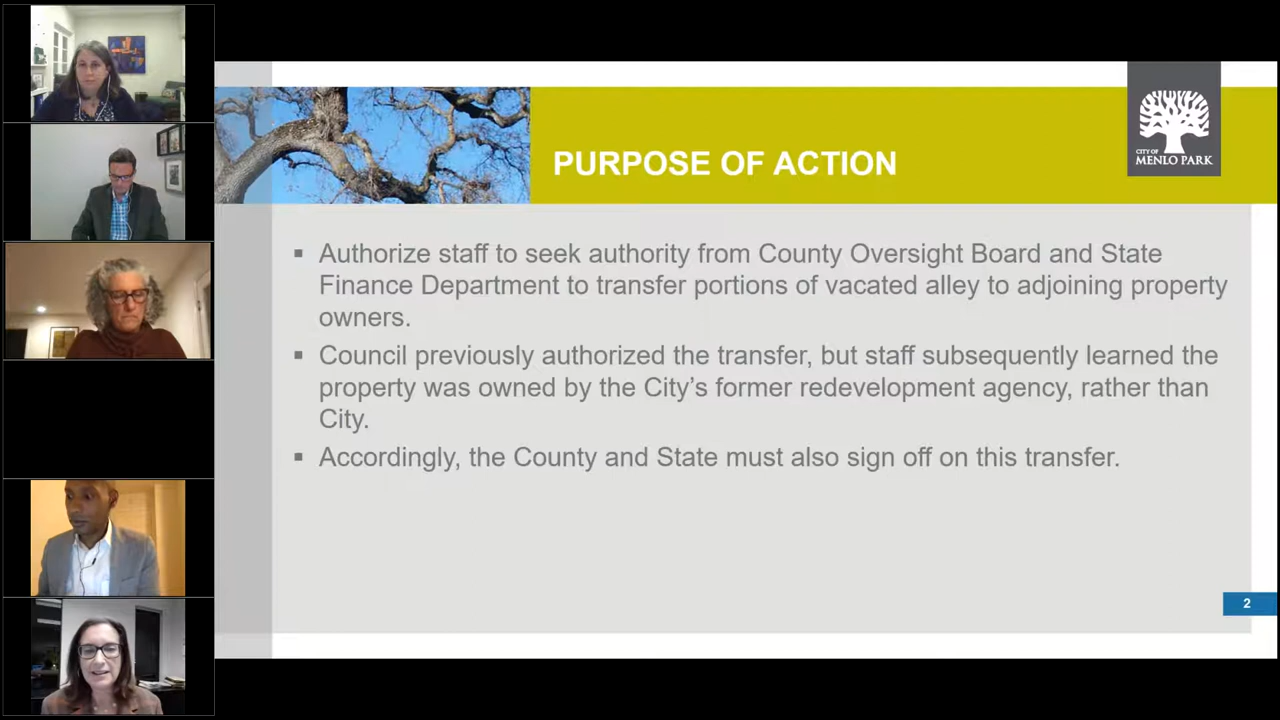 PURPOSE OF ACTION
CITY OF
MENLO PARK
▪ Authorize staff to seek authority from County Oversight Board and State
Finance Department to transfer portions of vacated alley to adjoining property
owners.
▪ Council previously authorized the transfer, but staff subsequently learned the
property was owned by the City’s former redevelopment agency, rather than
City.
▪ Accordingly, the County and State must also sign off on this transfer.
2